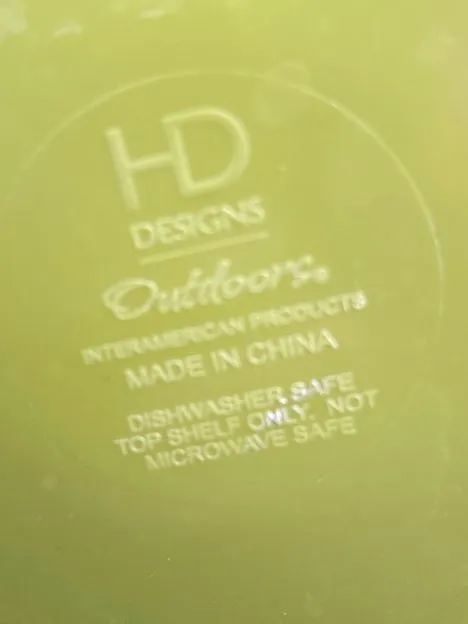 HD
DESIGNS
Outdoors®
INTERAMERICAN PRODUCTS
MADE IN CHINA
DISHWASHER SAFE
TOP SHELF ONLY. NOT
MICROWAVE SAFE